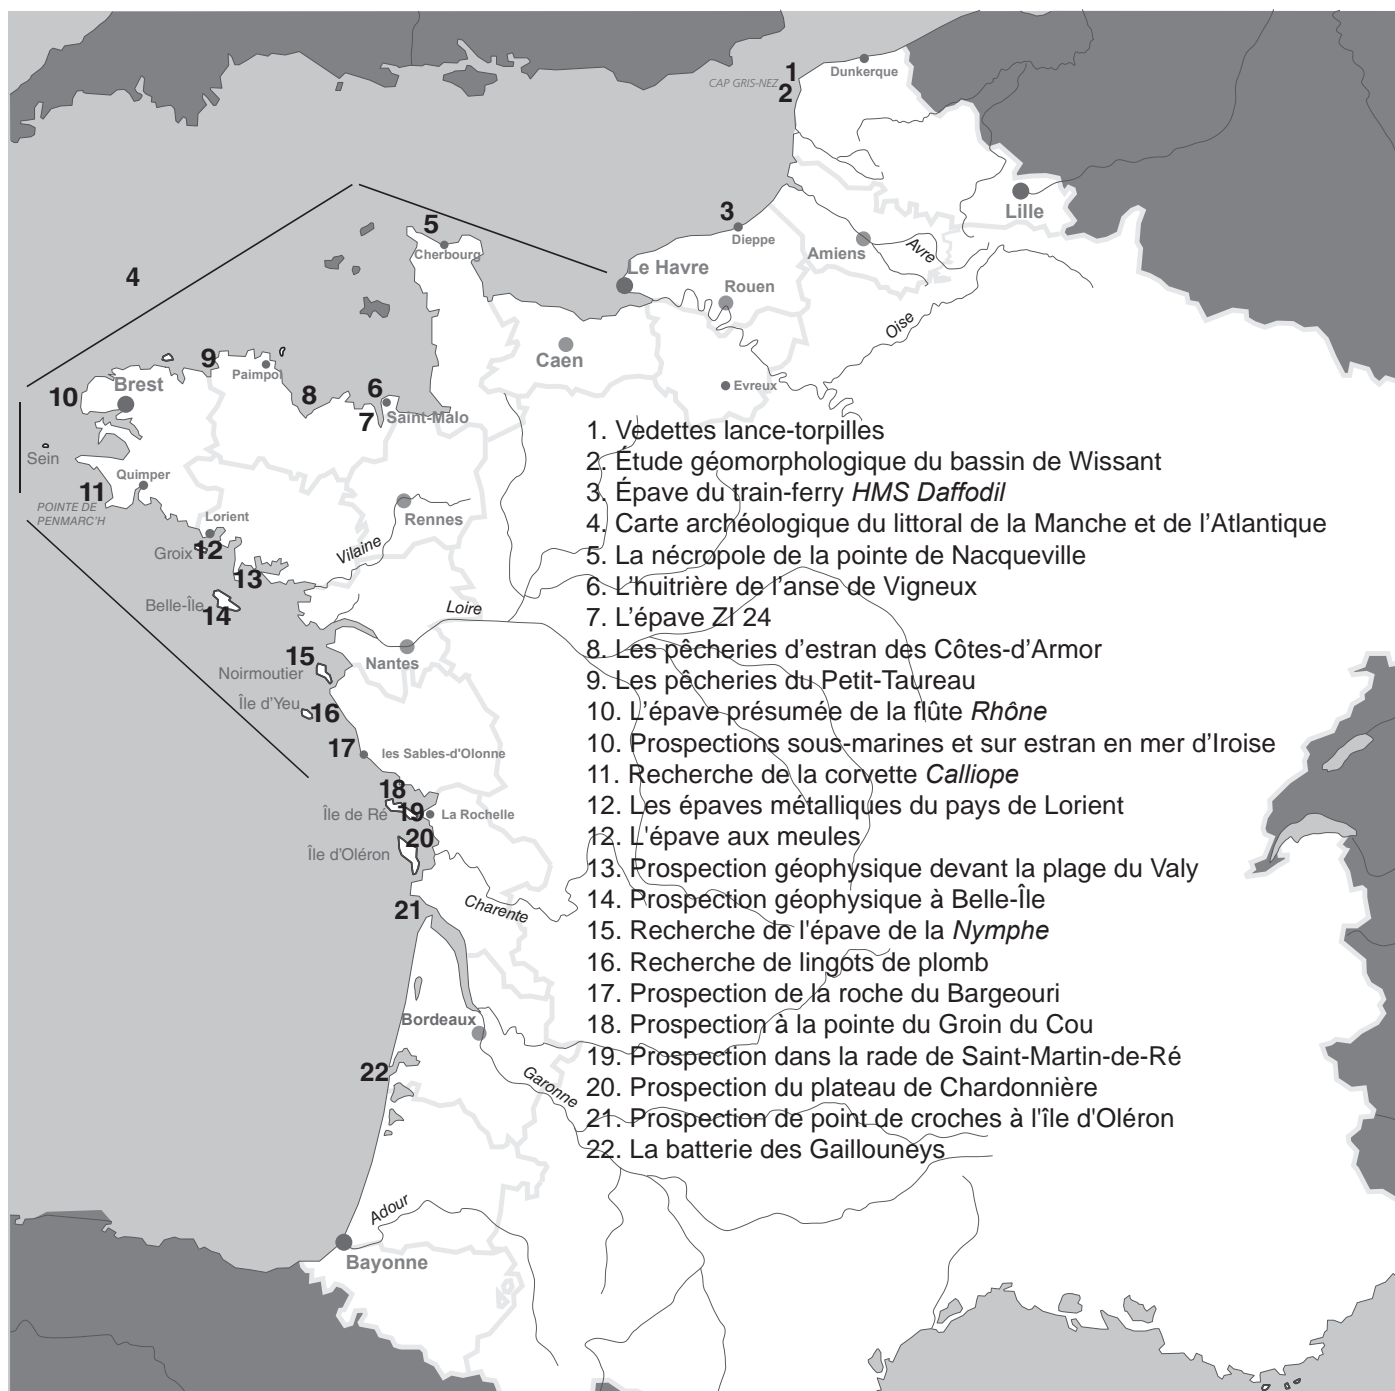 1
Dunkerque
CAP GRIS-NEZ
2
Lille
3
Dieppe
5
Cherbourg
Amiens
Avre
4
Le Havre
Rouen
Oise
9
Paimpol
Caen
Evreux
10
Brest
8
6
7
Saint-Malo
Sein
11
Quimper
POINTE DE
PENMARC'H
Lorient
Groix
12
Rennes
Vilaine
13
Belle-Île
14
Loire
15
Noirmoutier
Nantes
Île d'Yeu
16
17
les Sables-d'Olonne
18
Île de Ré
19
La Rochelle
20
Île d'Oléron
21
Charente
Bordeaux
22
Garonne
Adour
Bayonne
1. Vedettes lance-torpilles
2. Étude géomorphologique du bassin de Wissant
3. Épave du train-ferry HMS Daffodil
4. Carte archéologique du littoral de la Manche et de l'Atlantique
5. La nécropole de la pointe de Nacqueville
6. L'huitrière de l'anse de Vigneux
7. L'épave ZI 24
8. Les pêcheries d'estran des Côtes-d'Armor
9. Les pêcheries du Petit-Taureau
10. L'épave présumée de la flûte Rhône
10. Prospections sous-marines et sur estran en mer d'Iroise
11. Recherche de la corvette Calliope
12. Les épaves métalliques du pays de Lorient
12. L'épave aux meules
13. Prospection géophysique devant la plage du Valy
14. Prospection géophysique à Belle-Île
15. Recherche de l'épave de la Nymphe
16. Recherche de lingots de plomb
17. Prospection de la roche du Bargeouri
18. Prospection à la pointe du Groin du Cou
19. Prospection dans la rade de Saint-Martin-de-Ré
20. Prospection du plateau de Chardonnière
21. Prospection de point de croches à l'île d'Oléron
22. La batterie des Gaillouneys